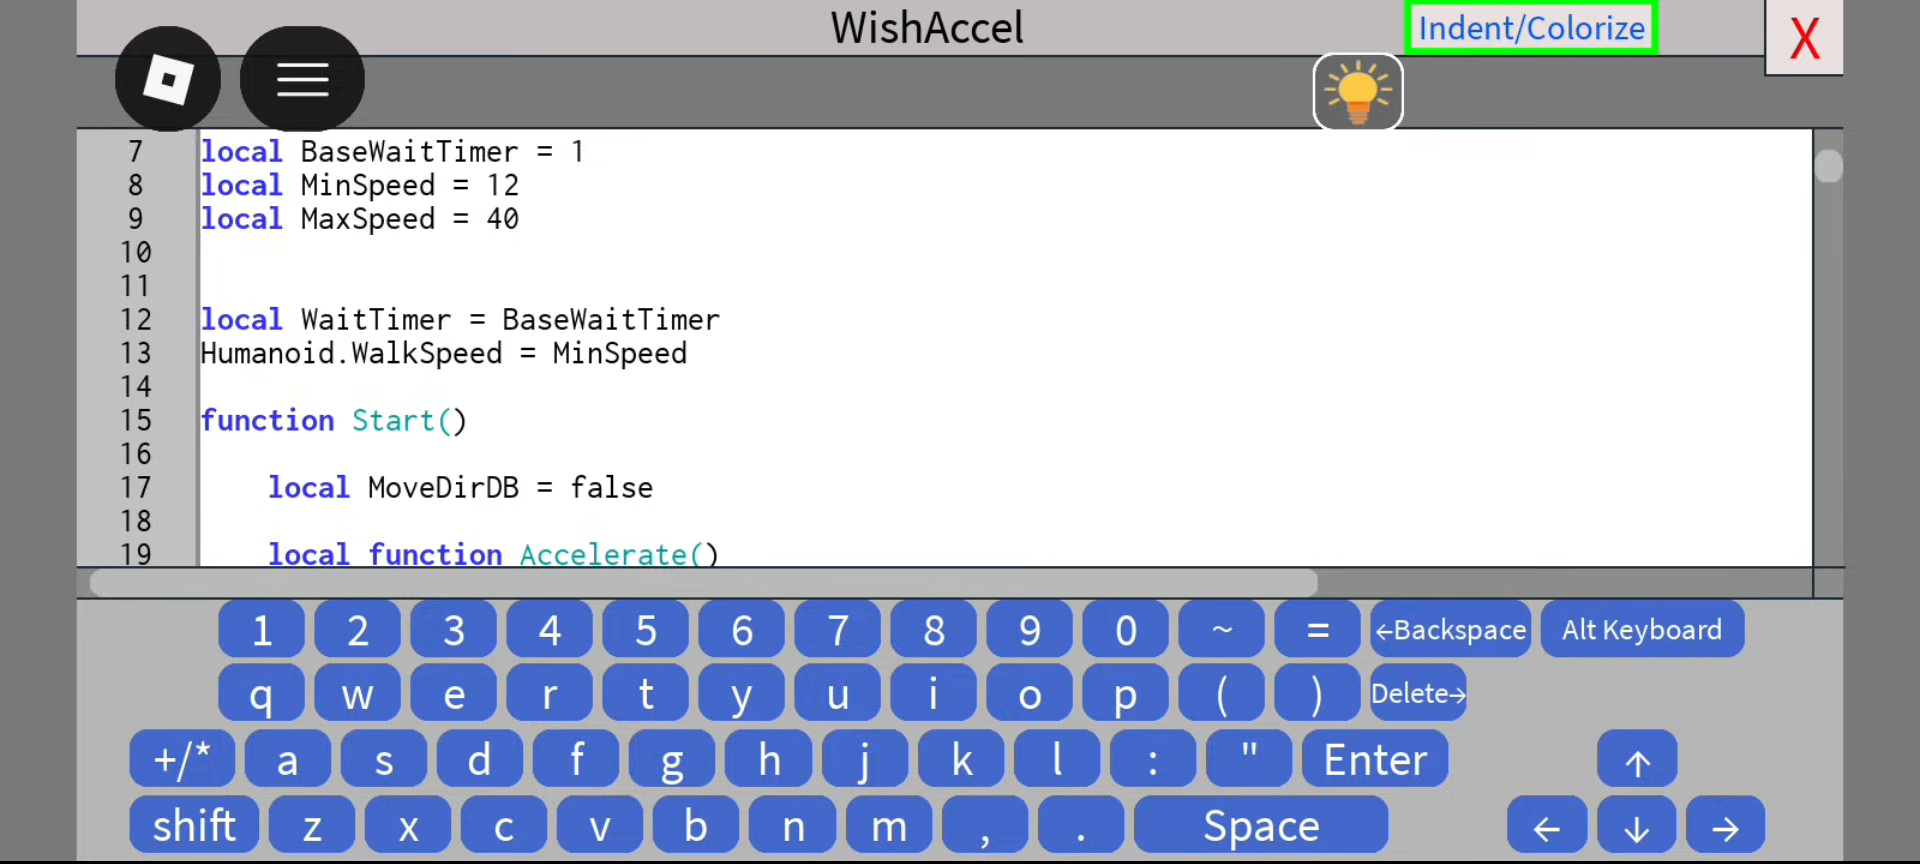 WishAccel
Indent/Colorize
X
7 local BaseWaitTimer = 1
8 local MinSpeed = 12
9 local MaxSpeed = 40
10
11
12 local WaitTimer = BaseWaitTimer
13 Humanoid.WalkSpeed = MinSpeed
14
15 function Start()
16
17 local MoveDirDB = false
18
19 local function Accelerate()
1 2 3 4 5 6 7 8 9 0 ~ = ←Backspace Alt Keyboard
q w e r t y u i o p ( ) Delete→
+/* a s d f g h j k l : " Enter ↑
shift z x c v b n m , . Space ← ↓ →